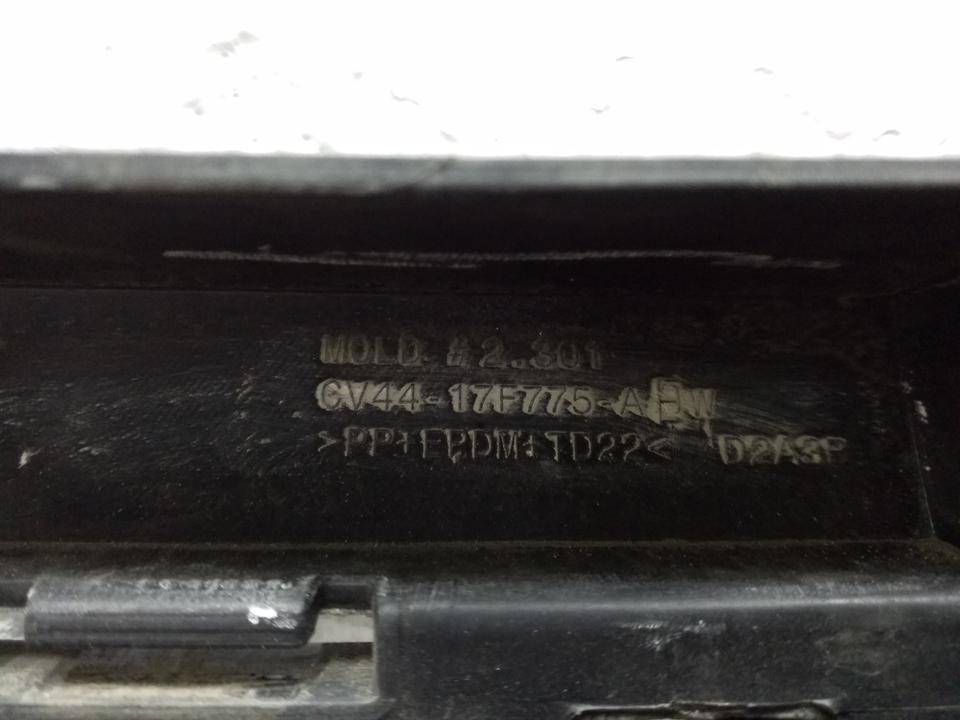 MOLD #2.301
CV44-17F775-A W
>PP+EPDM+TD22< D2A3P